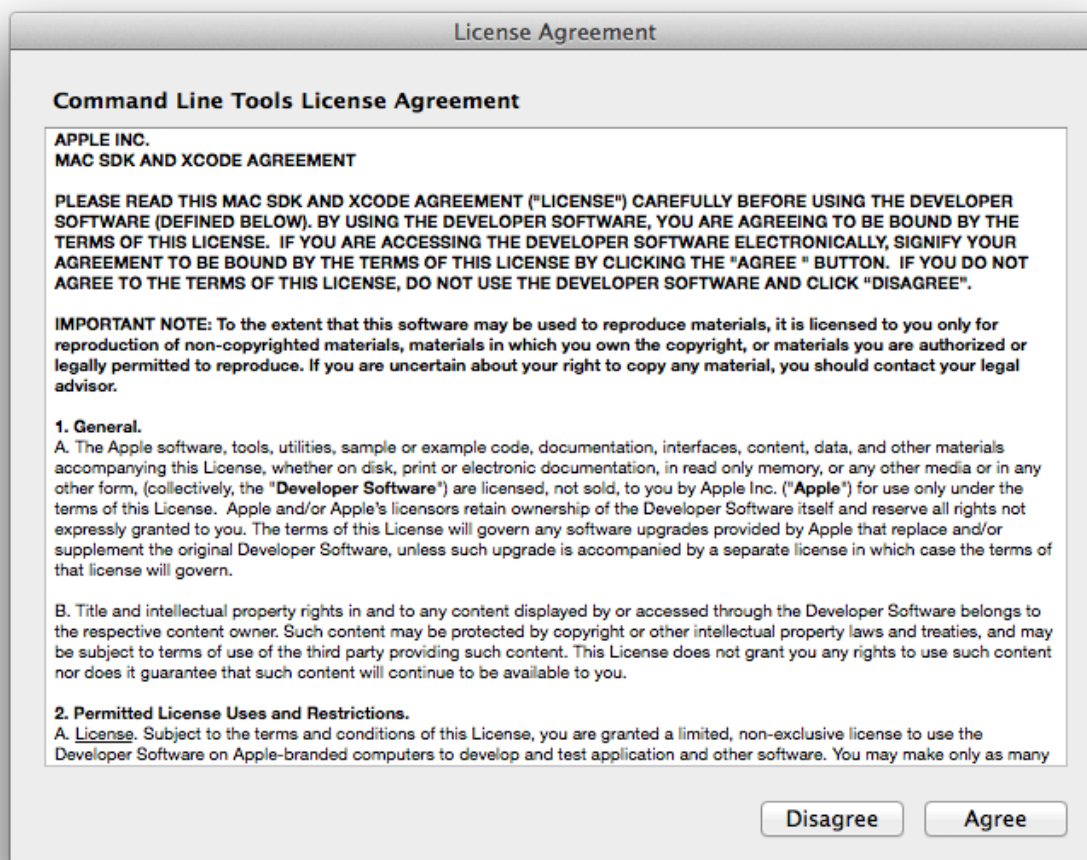 License Agreement
Command Line Tools License Agreement
APPLE INC.
MAC SDK AND XCODE AGREEMENT
PLEASE READ THIS MAC SDK AND XCODE AGREEMENT ("LICENSE") CAREFULLY BEFORE USING THE DEVELOPER
SOFTWARE (DEFINED BELOW). BY USING THE DEVELOPER SOFTWARE, YOU ARE AGREEING TO BE BOUND BY THE
TERMS OF THIS LICENSE.  IF YOU ARE ACCESSING THE DEVELOPER SOFTWARE ELECTRONICALLY, SIGNIFY YOUR
AGREEMENT TO BE BOUND BY THE TERMS OF THIS LICENSE BY CLICKING THE "AGREE " BUTTON.  IF YOU DO NOT
AGREE TO THE TERMS OF THIS LICENSE, DO NOT USE THE DEVELOPER SOFTWARE AND CLICK “DISAGREE”.
IMPORTANT NOTE: To the extent that this software may be used to reproduce materials, it is licensed to you only for
reproduction of non-copyrighted materials, materials in which you own the copyright, or materials you are authorized or
legally permitted to reproduce. If you are uncertain about your right to copy any material, you should contact your legal
advisor.
1. General.
A. The Apple software, tools, utilities, sample or example code, documentation, interfaces, content, data, and other materials
accompanying this License, whether on disk, print or electronic documentation, in read only memory, or any other media or in any
other form, (collectively, the "Developer Software") are licensed, not sold, to you by Apple Inc. ("Apple") for use only under the
terms of this License.  Apple and/or Apple’s licensors retain ownership of the Developer Software itself and reserve all rights not
expressly granted to you. The terms of this License will govern any software upgrades provided by Apple that replace and/or
supplement the original Developer Software, unless such upgrade is accompanied by a separate license in which case the terms of
that license will govern.
B. Title and intellectual property rights in and to any content displayed by or accessed through the Developer Software belongs to
the respective content owner. Such content may be protected by copyright or other intellectual property laws and treaties, and may
be subject to terms of use of the third party providing such content. This License does not grant you any rights to use such content
nor does it guarantee that such content will continue to be available to you.
2. Permitted License Uses and Restrictions.
A. License. Subject to the terms and conditions of this License, you are granted a limited, non-exclusive license to use the
Developer Software on Apple-branded computers to develop and test application and other software. You may make only as many
Disagree
Agree